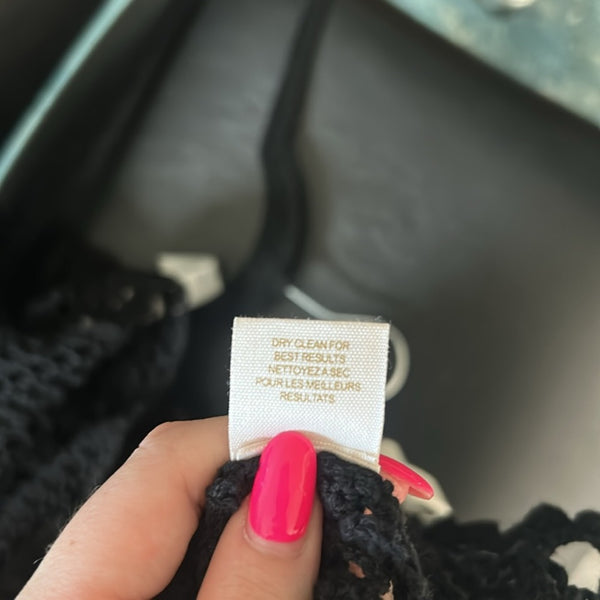 DRY CLEAN FOR
BEST RESULTS
NETTOYEZ A SEC
POUR LES MEILLEURS
RESULTATS